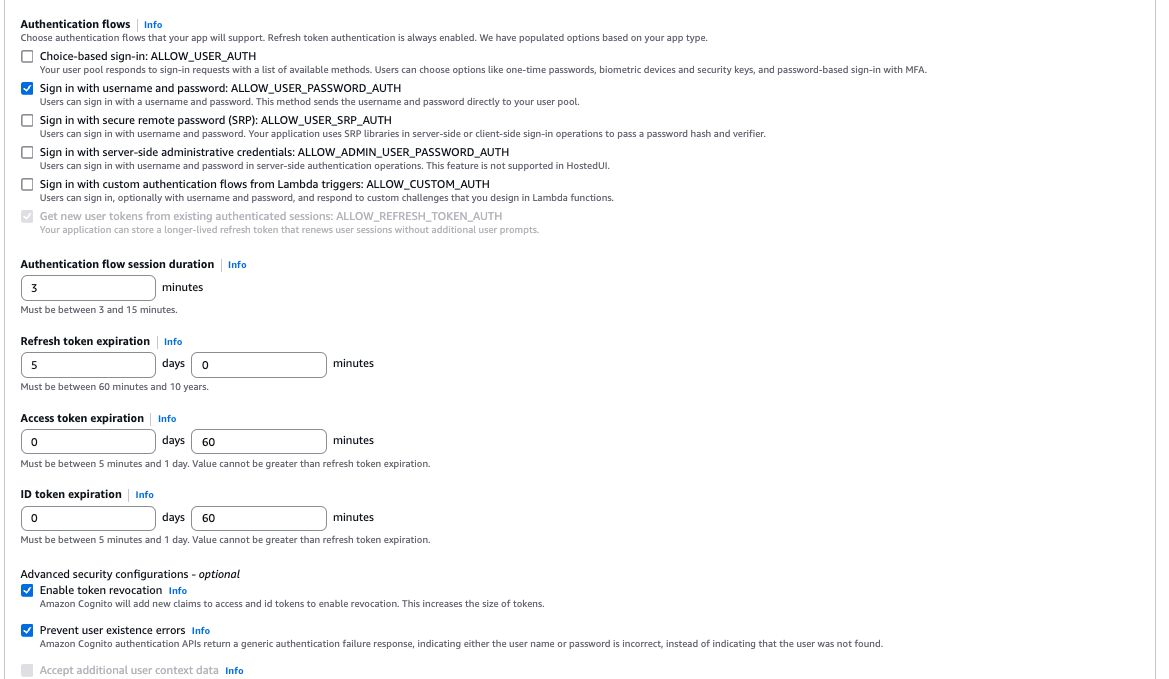 Authentication flows Info
Choose authentication flows that your app will support. Refresh token authentication is always enabled. We have populated options based on your app type.
Choice-based sign-in: ALLOW_USER_AUTH
Your user pool responds to sign-in requests with a list of available methods. Users can choose options like one-time passwords, biometric devices and security keys, and password-based sign-in with MFA.
Sign in with username and password: ALLOW_USER_PASSWORD_AUTH
Users can sign in with a username and password. This method sends the username and password directly to your user pool.
Sign in with secure remote password (SRP): ALLOW_USER_SRP_AUTH
Users can sign in with username and password. Your application uses SRP libraries in server-side or client-side sign-in operations to pass a password hash and verifier.
Sign in with server-side administrative credentials: ALLOW_ADMIN_USER_PASSWORD_AUTH
Users can sign in with username and password in server-side authentication operations. This feature is not supported in HostedUI.
Sign in with custom authentication flows from Lambda triggers: ALLOW_CUSTOM_AUTH
Users can sign in, optionally with username and password, and respond to custom challenges that you design in Lambda functions.
Get new user tokens from existing authenticated sessions: ALLOW_REFRESH_TOKEN_AUTH
Your application can store a longer-lived refresh token that renews user sessions without additional user prompts.
Authentication flow session duration Info
3 minutes
Must be between 3 and 15 minutes.
Refresh token expiration Info
5 days 0 minutes
Must be between 60 minutes and 10 years.
Access token expiration Info
0 days 60 minutes
Must be between 5 minutes and 1 day. Value cannot be greater than refresh token expiration.
ID token expiration Info
0 days 60 minutes
Must be between 5 minutes and 1 day. Value cannot be greater than refresh token expiration.
Advanced security configurations - optional
Enable token revocation Info
Amazon Cognito will add new claims to access and id tokens to enable revocation. This increases the size of tokens.
Prevent user existence errors Info
Amazon Cognito authentication APIs return a generic authentication failure response, indicating either the user name or password is incorrect, instead of indicating that the user was not found.
Accept additional user context data Info